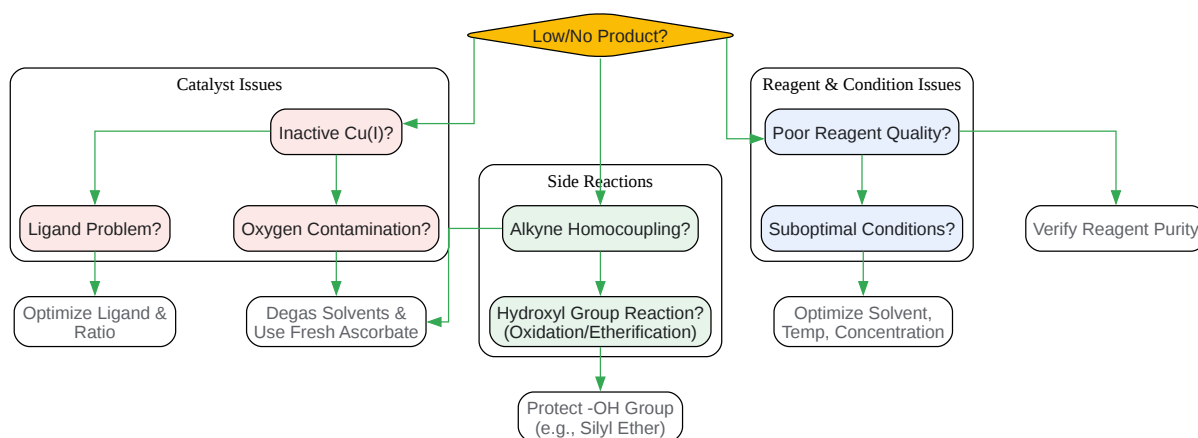 Low/No Product?
Catalyst Issues
Reagent & Condition Issues
Inactive Cu(I)?
Poor Reagent Quality?
Side Reactions
Ligand Problem?
Oxygen Contamination?
Alkyne Homocoupling?
Suboptimal Conditions?
Verify Reagent Purity
Optimize Ligand &
Ratio
Degas Solvents &
Use Fresh Ascorbate
Hydroxyl Group Reaction?
(Oxidation/Etherification)
Optimize Solvent,
Temp, Concentration
Protect -OH Group
(e.g., Silyl Ether)